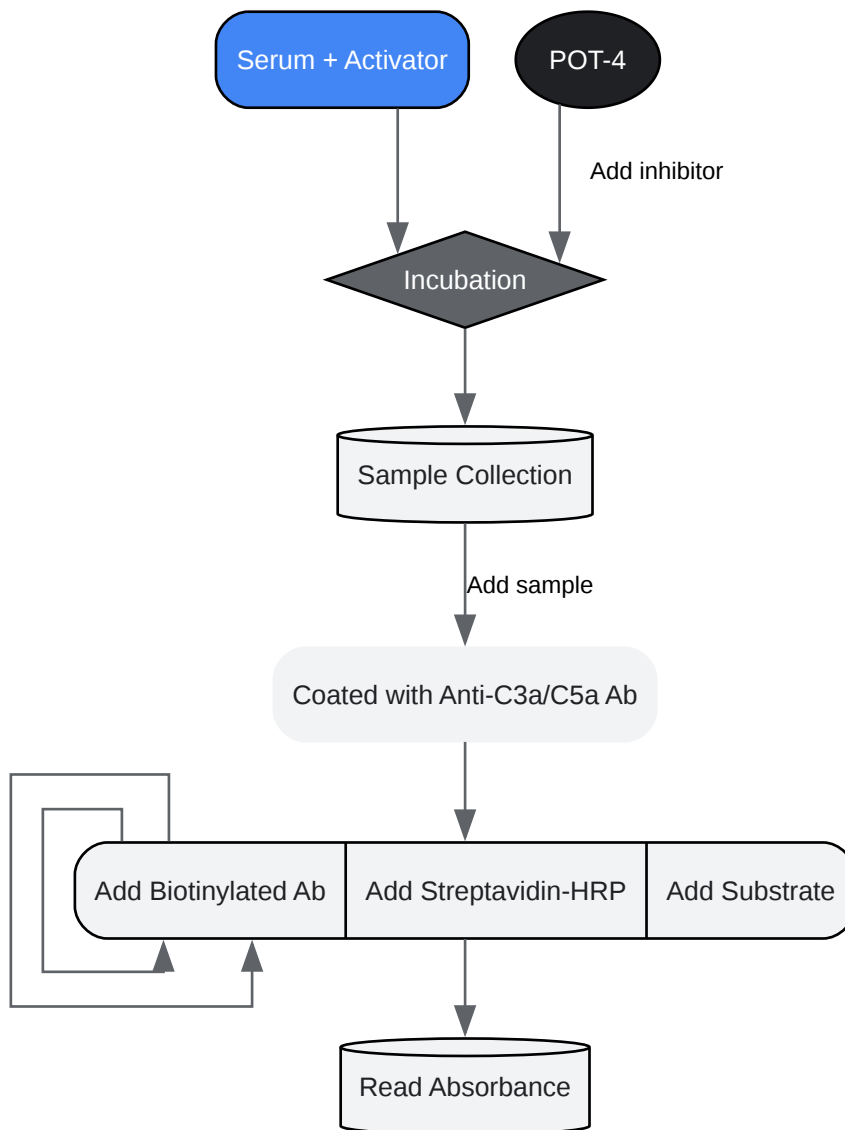 Serum + Activator
POT-4
Add inhibitor
Incubation
Sample Collection
Add sample
Coated with Anti-C3a/C5a Ab
Add Biotinylated Ab
Add Streptavidin-HRP
Add Substrate
Read Absorbance